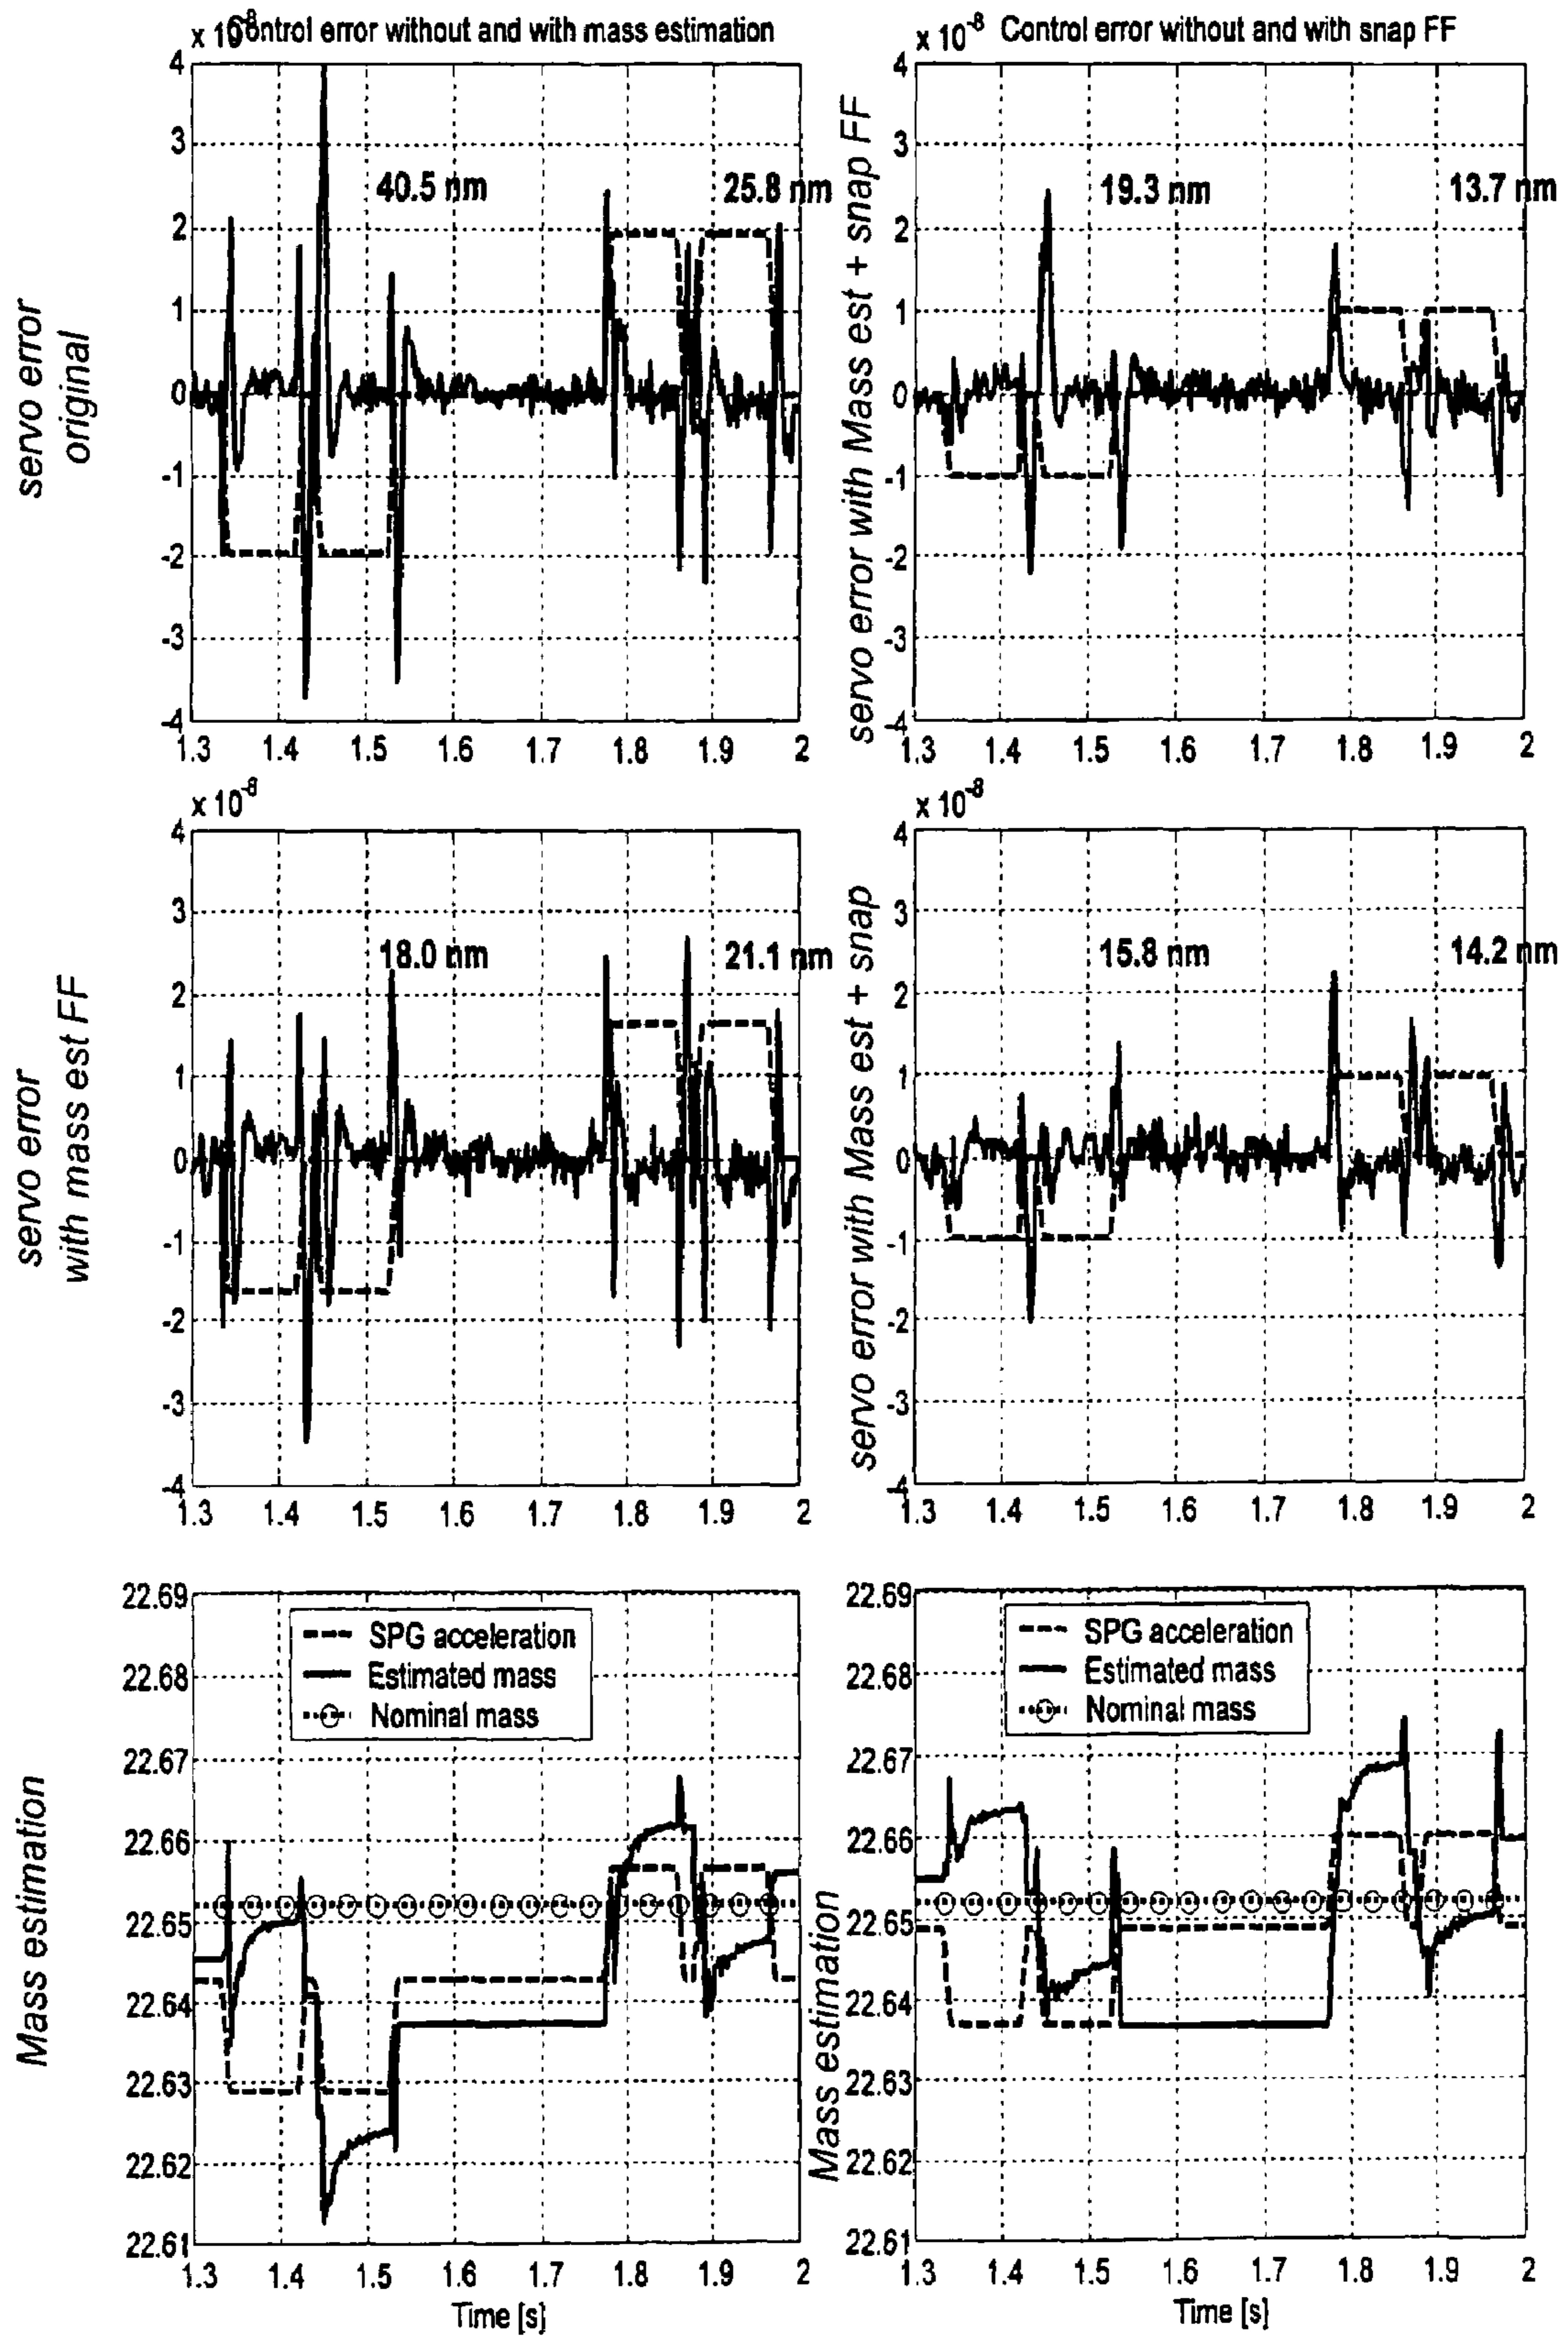 x 10-8
Control error without and with mass estimation
4
3
2
1
0
-1
-2
-3
-4
40.5 nm
25.8 nm
servo error
original
1.3 1.4 1.5 1.6 1.7 1.8 1.9 2
x 10-8
Control error without and with snap FF
4
3
2
1
0
-1
-2
-3
-4
19.3 nm
13.7 nm
servo error with Mass est + snap FF
1.3 1.4 1.5 1.6 1.7 1.8 1.9 2
x 10-8
4
3
2
1
0
-1
-2
-3
-4
18.0 nm
21.1 nm
servo error
with mass est FF
1.3 1.4 1.5 1.6 1.7 1.8 1.9 2
x 10-8
4
3
2
1
0
-1
-2
-3
-4
15.8 nm
14.2 nm
servo error with Mass est + snap
1.3 1.4 1.5 1.6 1.7 1.8 1.9 2
22.69
22.68
22.67
22.66
22.65
22.64
22.63
22.62
22.61
SPG acceleration
Estimated mass
Nominal mass
Mass estimation
1.3 1.4 1.5 1.6 1.7 1.8 1.9 2
Time [s]
22.69
22.68
22.67
22.66
22.65
22.64
22.63
22.62
22.61
SPG acceleration
Estimated mass
Nominal mass
Mass estimation
1.3 1.4 1.5 1.6 1.7 1.8 1.9 2
Time [s]